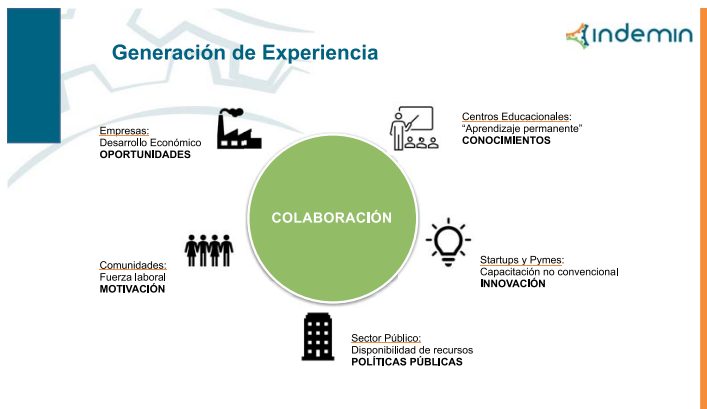 Generación de Experiencia
indemin
Empresas:
Desarrollo Económico
OPORTUNIDADES
Centros Educacionales:
“Aprendizaje permanente”
CONOCIMIENTOS
COLABORACIÓN
Comunidades:
Fuerza laboral
MOTIVACIÓN
Startups y Pymes:
Capacitación no convencional
INNOVACIÓN
Sector Público:
Disponibilidad de recursos
POLÍTICAS PÚBLICAS